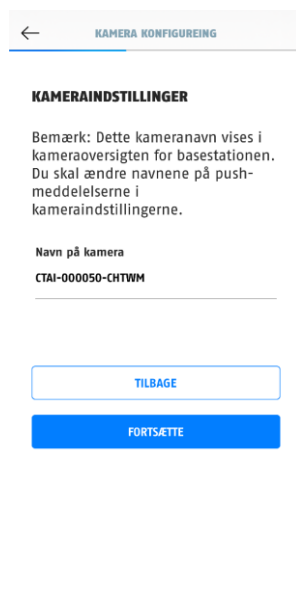 KAMERA KONFIGUREING
KAMERAINDSTILLINGER
Bemærk: Dette kameranavn vises i
kameraoversigten for basestationen.
Du skal ændre navnene på push-
meddelelserne i
kameraindstillingerne.
Navn på kamera
CTAI-000050-CHTWM
TILBAGE
FORTSÆTTE